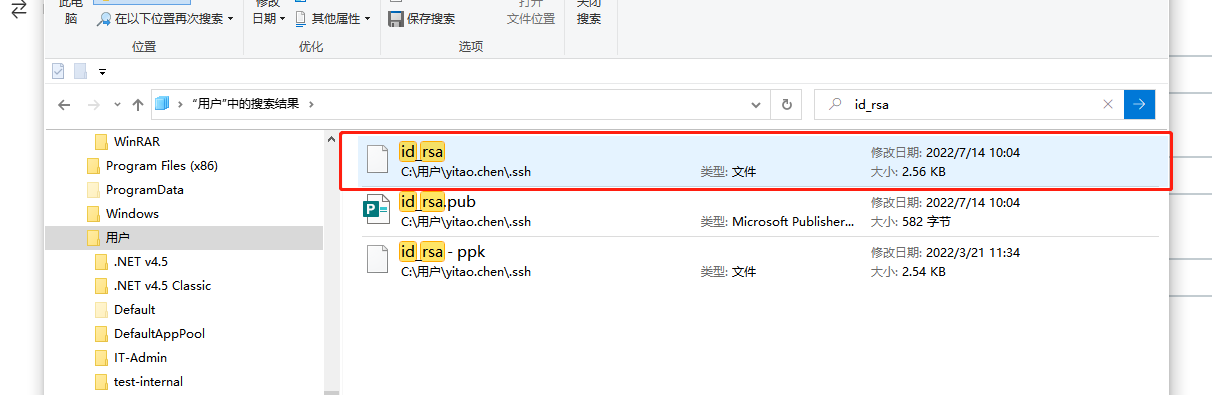 此电 修改 打开 关闭
脑 在以下位置再次搜索 日期 其他属性 保存搜索 文件位置 搜索
位置 优化 选项
“用户”中的搜索结果 id_rsa
WinRAR
Program Files (x86)
ProgramData
Windows
用户
.NET v4.5
.NET v4.5 Classic
Default
DefaultAppPool
IT-Admin
test-internal
id_rsa 修改日期: 2022/7/14 10:04
C:\用户\yitao.chen\.ssh 类型: 文件 大小: 2.56 KB
id_rsa.pub 修改日期: 2022/7/14 10:04
C:\用户\yitao.chen\.ssh 类型: Microsoft Publisher... 大小: 582 字节
id_rsa - ppk 修改日期: 2022/3/21 11:34
C:\用户\yitao.chen\.ssh 类型: 文件 大小: 2.54 KB